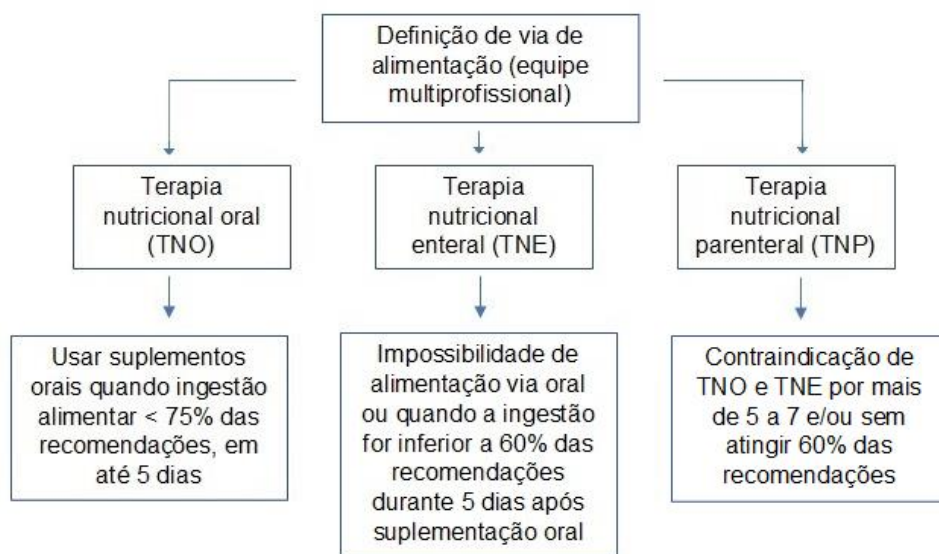 Definição de via de
alimentação (equipe
multiprofissional)
Terapia
nutricional oral
(TNO)
Terapia
nutricional
enteral (TNE)
Terapia
nutricional
parenteral (TNP)
Usar suplementos
orais quando ingestão
alimentar < 75% das
recomendações, em
até 5 dias
Impossibilidade de
alimentação via oral
ou quando a ingestão
for inferior a 60% das
recomendações
durante 5 dias após
suplementação oral
Contraindicação de
TNO e TNE por mais
de 5 a 7 e/ou sem
atingir 60% das
recomendações